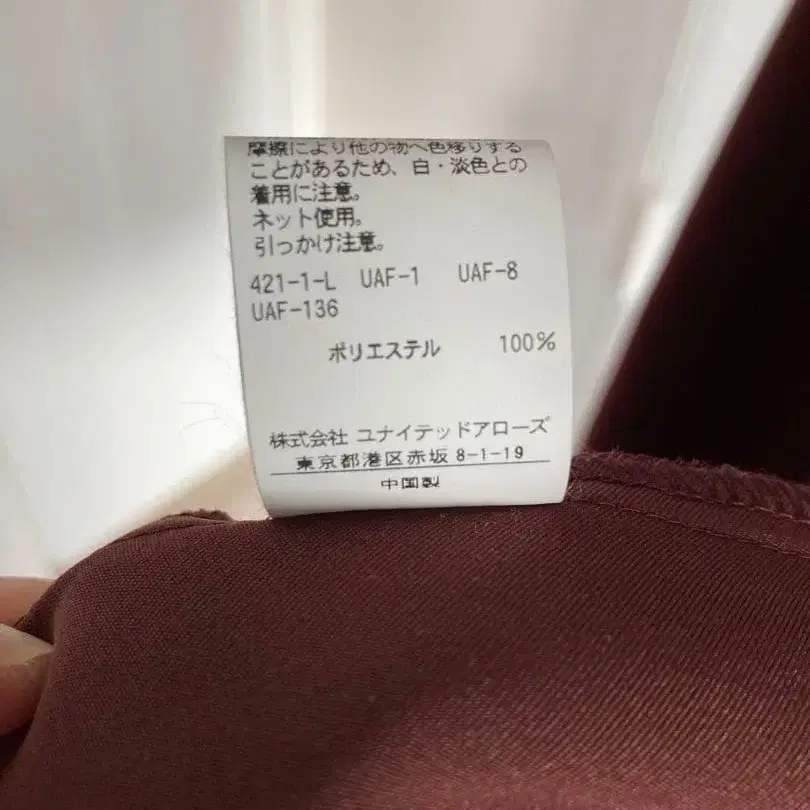 摩擦により他の物へ色移りする
ことがあるため、白・淡色との
着用に注意。
ネット使用。
引っかけ注意。
421-1-L UAF-1 UAF-8
UAF-136
ポリエステル 100%
株式会社 ユナイテッドアローズ
東京都港区赤坂 8-1-19
中国製